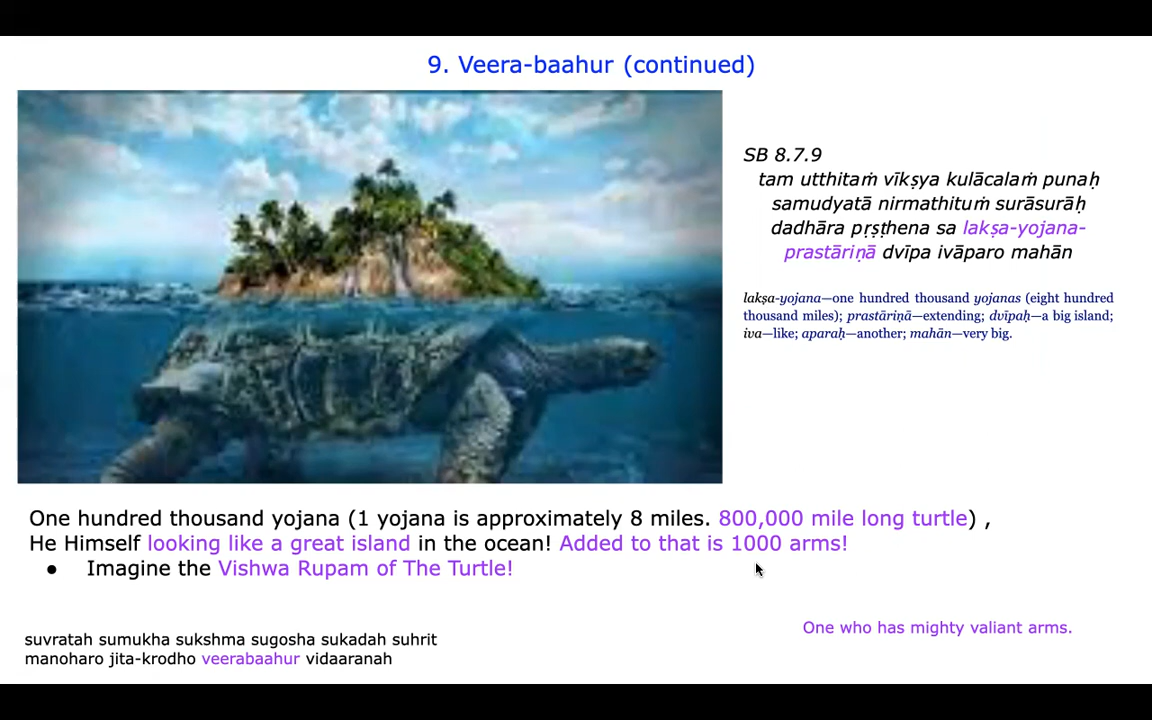 9. Veera-baahur (continued)
SB 8.7.9
tam utthitaṁ vīkṣya kulācalaṁ punaḥ
samudyatā nirmathituṁ surāsurāḥ
dadhāra pṛṣṭhena sa lakṣa-yojana-
prastāriṇā dvīpa ivāparo mahān
lakṣa-yojana—one hundred thousand yojanas (eight hundred
thousand miles); prastāriṇā—extending; dvīpaḥ—a big island;
iva—like; aparaḥ—another; mahān—very big.
One hundred thousand yojana (1 yojana is approximately 8 miles. 800,000 mile long turtle) ,
He Himself looking like a great island in the ocean! Added to that is 1000 arms!
● Imagine the Vishwa Rupam of The Turtle!
suvratah sumukha sukshma sugosha sukadah suhrit
manoharo jita-krodho veerabaahur vidaaranah
One who has mighty valiant arms.